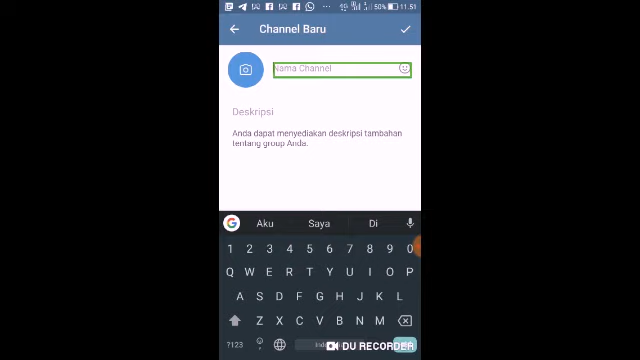 50% 11.51
Channel Baru
Nama Channel
Deskripsi
Anda dapat menyediakan deskripsi tambahan
tentang group Anda.
G Aku Saya Di
1 2 3 4 5 6 7 8 9 0
Q W E R T Y U I O P
A S D F G H J K L
Z X C V B N M
?123 DU RECORDER